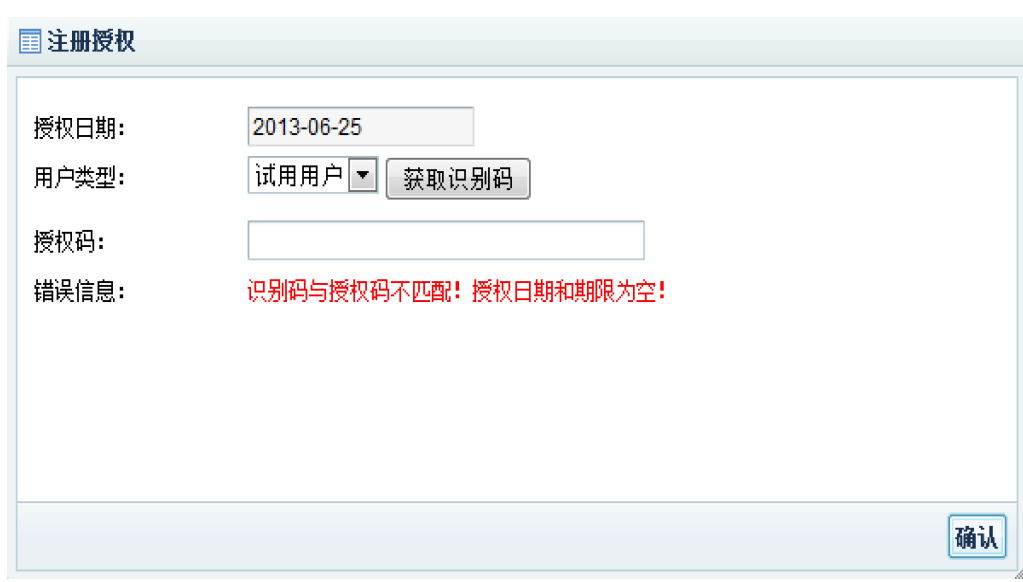 注册授权
授权日期：
2013-06-25
用户类型：
试用用户
获取识别码
授权码：
错误信息：
识别码与授权码不匹配！授权日期和期限为空！
确认